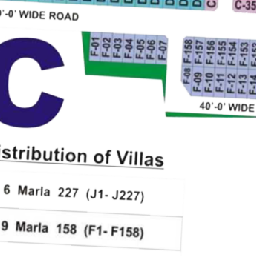 D D D D D D D C C-35
'-0' WIDE ROAD
C
F-01 F-02 F-03 F-04 F-05 F-06 F-07
F-158 F-157 F-156 F-155 F-154 F-153
F-08 F-09 F-10 F-11 F-12 F-13 F-14
40'-0' WIDE
istribution of Villas
6 Marla 227 (J1- J227)
9 Marla 158 (F1- F158)